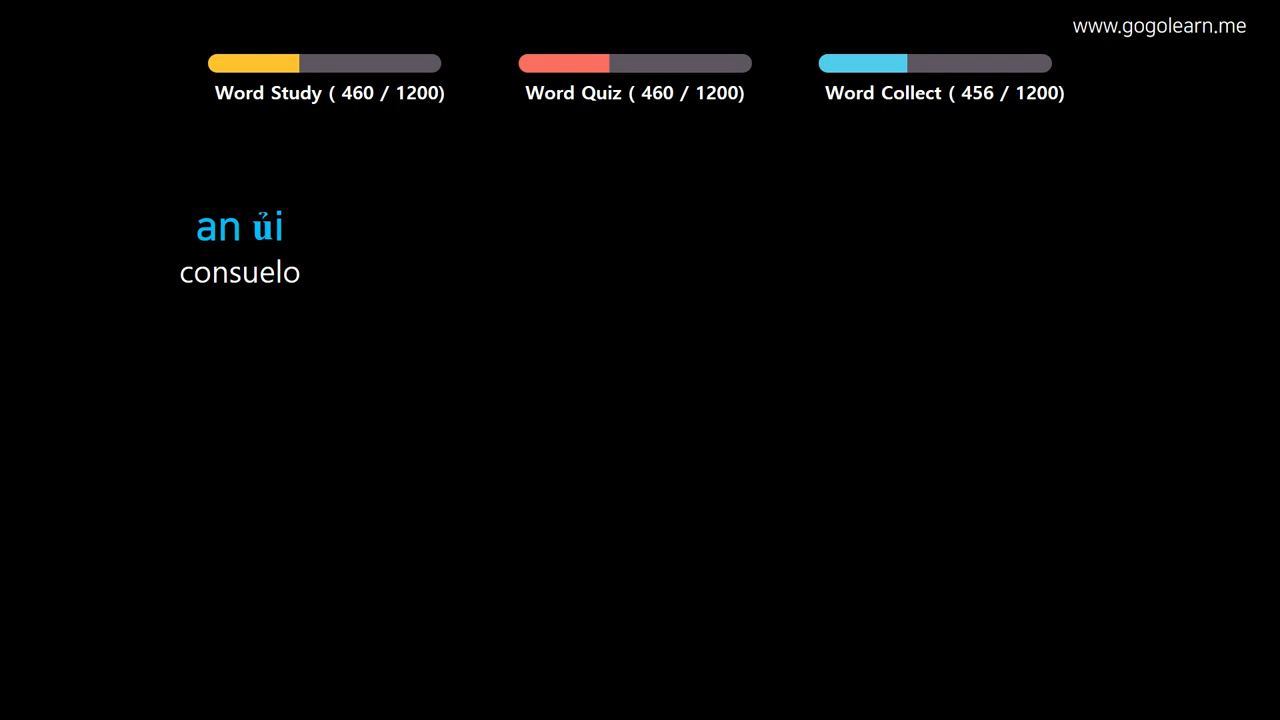 www.gogolearn.me
Word Study ( 460 / 1200)
Word Quiz ( 460 / 1200)
Word Collect ( 456 / 1200)
an ủi
consuelo